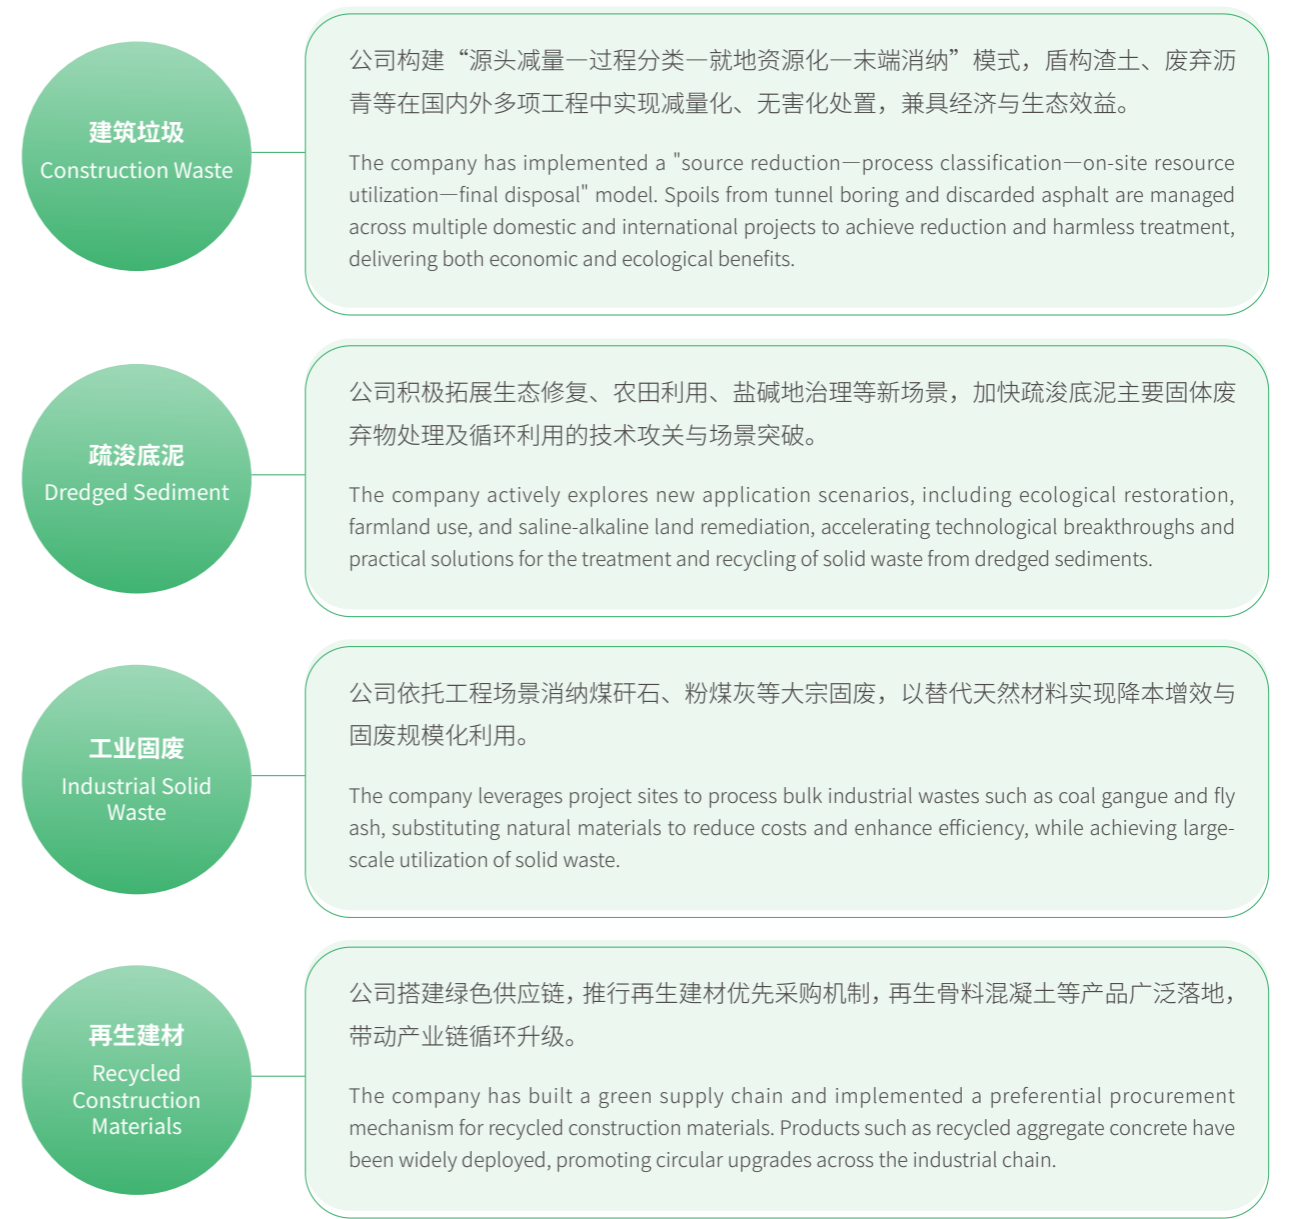 建筑垃圾
Construction Waste
公司构建“源头减量—过程分类—就地资源化—末端消纳”模式，盾构渣土、废弃沥
青等在国内外多项工程中实现减量化、无害化处置，兼具经济与生态效益。
The company has implemented a "source reduction—process classification—on-site resource
utilization—final disposal" model. Spoils from tunnel boring and discarded asphalt are managed
across multiple domestic and international projects to achieve reduction and harmless treatment,
delivering both economic and ecological benefits.
疏浚底泥
Dredged Sediment
公司积极拓展生态修复、农田利用、盐碱地治理等新场景，加快疏浚底泥主要固体废
弃物处理及循环利用的技术攻关与场景突破。
The company actively explores new application scenarios, including ecological restoration,
farmland use, and saline-alkaline land remediation, accelerating technological breakthroughs and
practical solutions for the treatment and recycling of solid waste from dredged sediments.
工业固废
Industrial Solid
Waste
公司依托工程场景消纳煤矸石、粉煤灰等大宗固废，以替代天然材料实现降本增效与
固废规模化利用。
The company leverages project sites to process bulk industrial wastes such as coal gangue and fly
ash, substituting natural materials to reduce costs and enhance efficiency, while achieving large-
scale utilization of solid waste.
再生建材
Recycled
Construction
Materials
公司搭建绿色供应链，推行再生建材优先采购机制，再生骨料混凝土等产品广泛落地，
带动产业链循环升级。
The company has built a green supply chain and implemented a preferential procurement
mechanism for recycled construction materials. Products such as recycled aggregate concrete have
been widely deployed, promoting circular upgrades across the industrial chain.